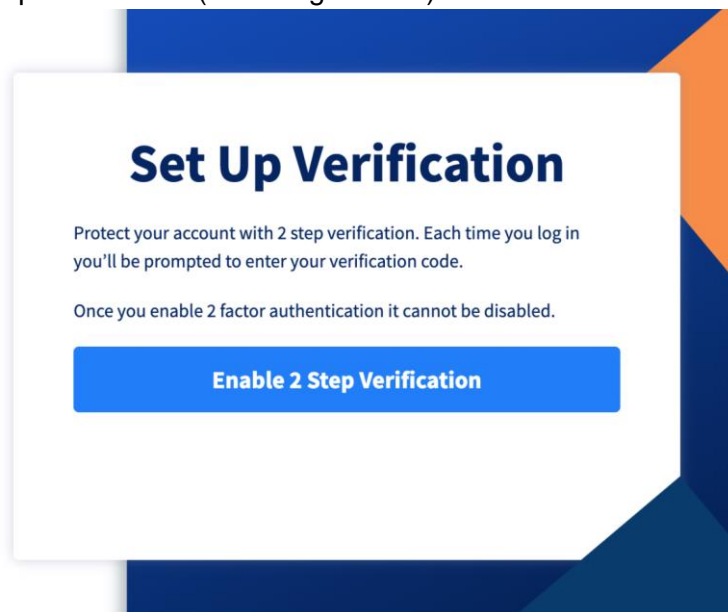 Set Up Verification
Protect your account with 2 step verification. Each time you log in
you’ll be prompted to enter your verification code.
Once you enable 2 factor authentication it cannot be disabled.
Enable 2 Step Verification